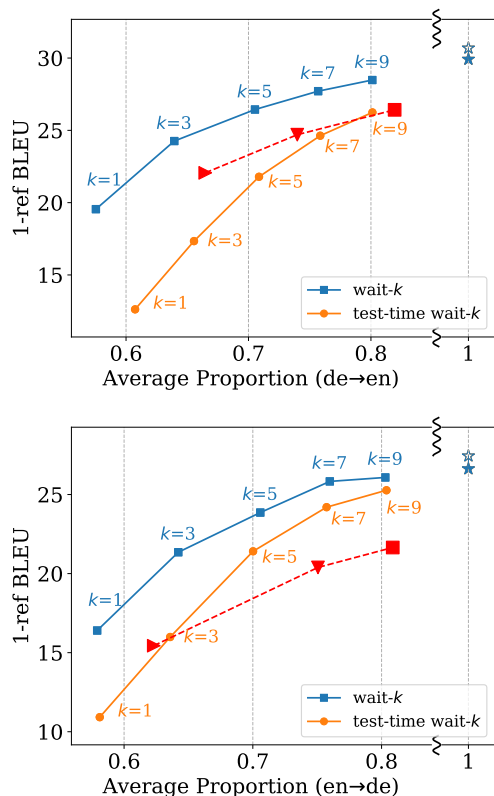 30
25
20
15
1-ref BLEU
k=1
k=3
k=5
k=7
k=9
k=1
k=3
k=5
k=7
k=9
wait-k
test-time wait-k
0.6
0.7
0.8
1
Average Proportion (de→en)
25
20
15
10
1-ref BLEU
k=1
k=3
k=5
k=7
k=9
k=1
k=3
k=5
k=7
k=9
wait-k
test-time wait-k
0.6
0.7
0.8
1
Average Proportion (en→de)